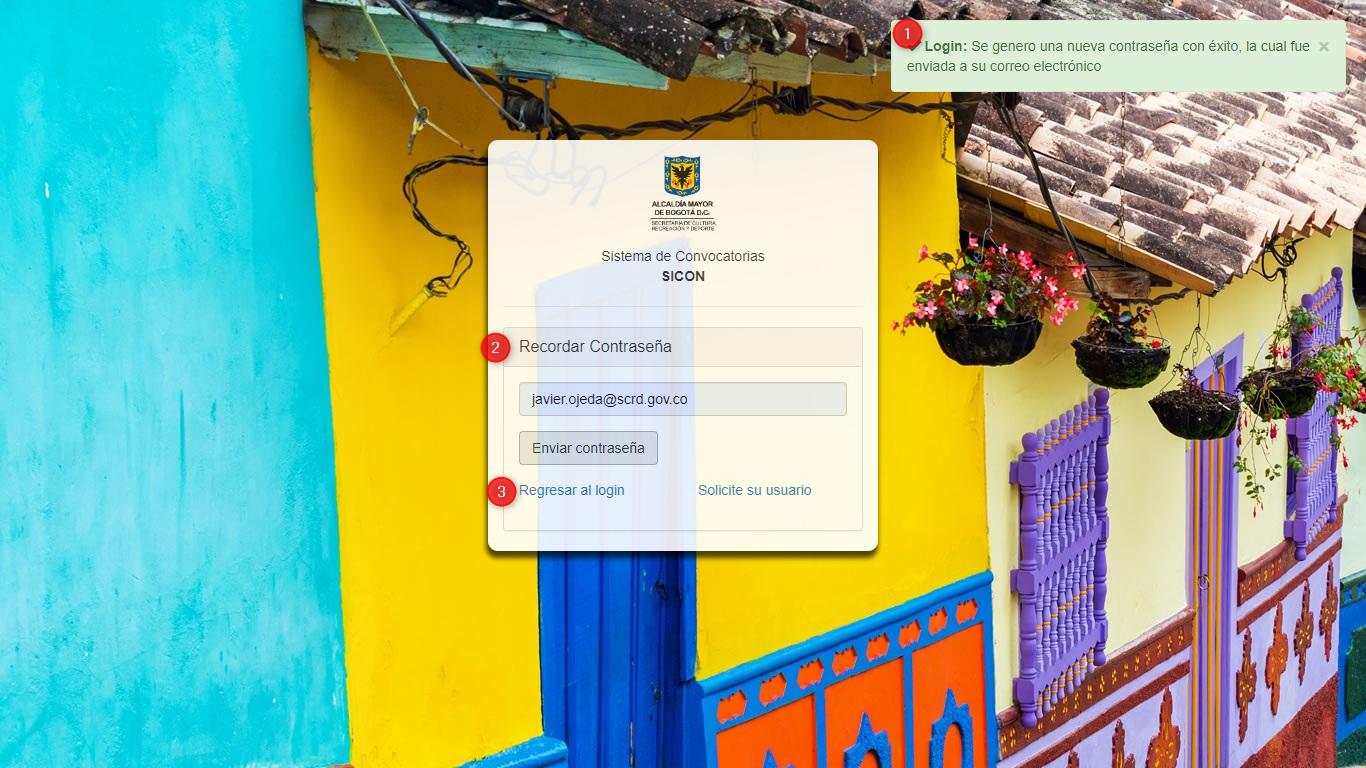 1
Login: Se genero una nueva contraseña con éxito, la cual fue ×
enviada a su correo electrónico
ALCALDÍA MAYOR
DE BOGOTÁ D.C.
SECRETARÍA DE CULTURA,
RECREACIÓN Y DEPORTE
Sistema de Convocatorias
SICON
2 Recordar Contraseña
javier.ojeda@scrd.gov.co
Enviar contraseña
3 Regresar al login Solicite su usuario